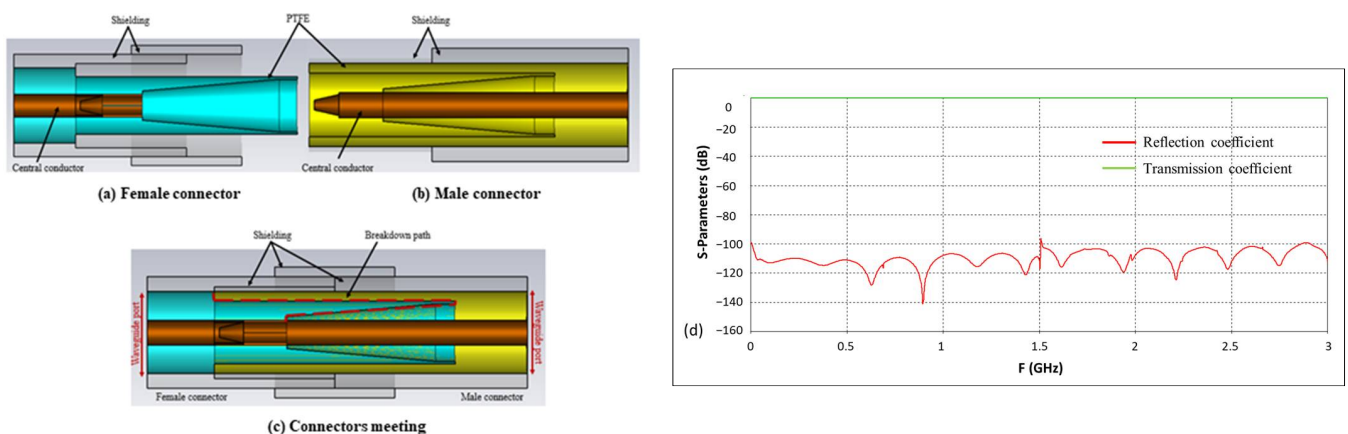 Shielding
PTFE
Shielding
Central conductor
Central conductor
(a) Female connector
(b) Male connector
Shielding
Breakdown path
Waveguide port
Waveguide port
Female connector
Male connector
(c) Connectors meeting
S-Parameters (dB)
0
−20
−40
−60
−80
−100
−120
−140
−160
Reflection coefficient
Transmission coefficient
(d)
0
0.5
1
1.5
2
2.5
3
F (GHz)